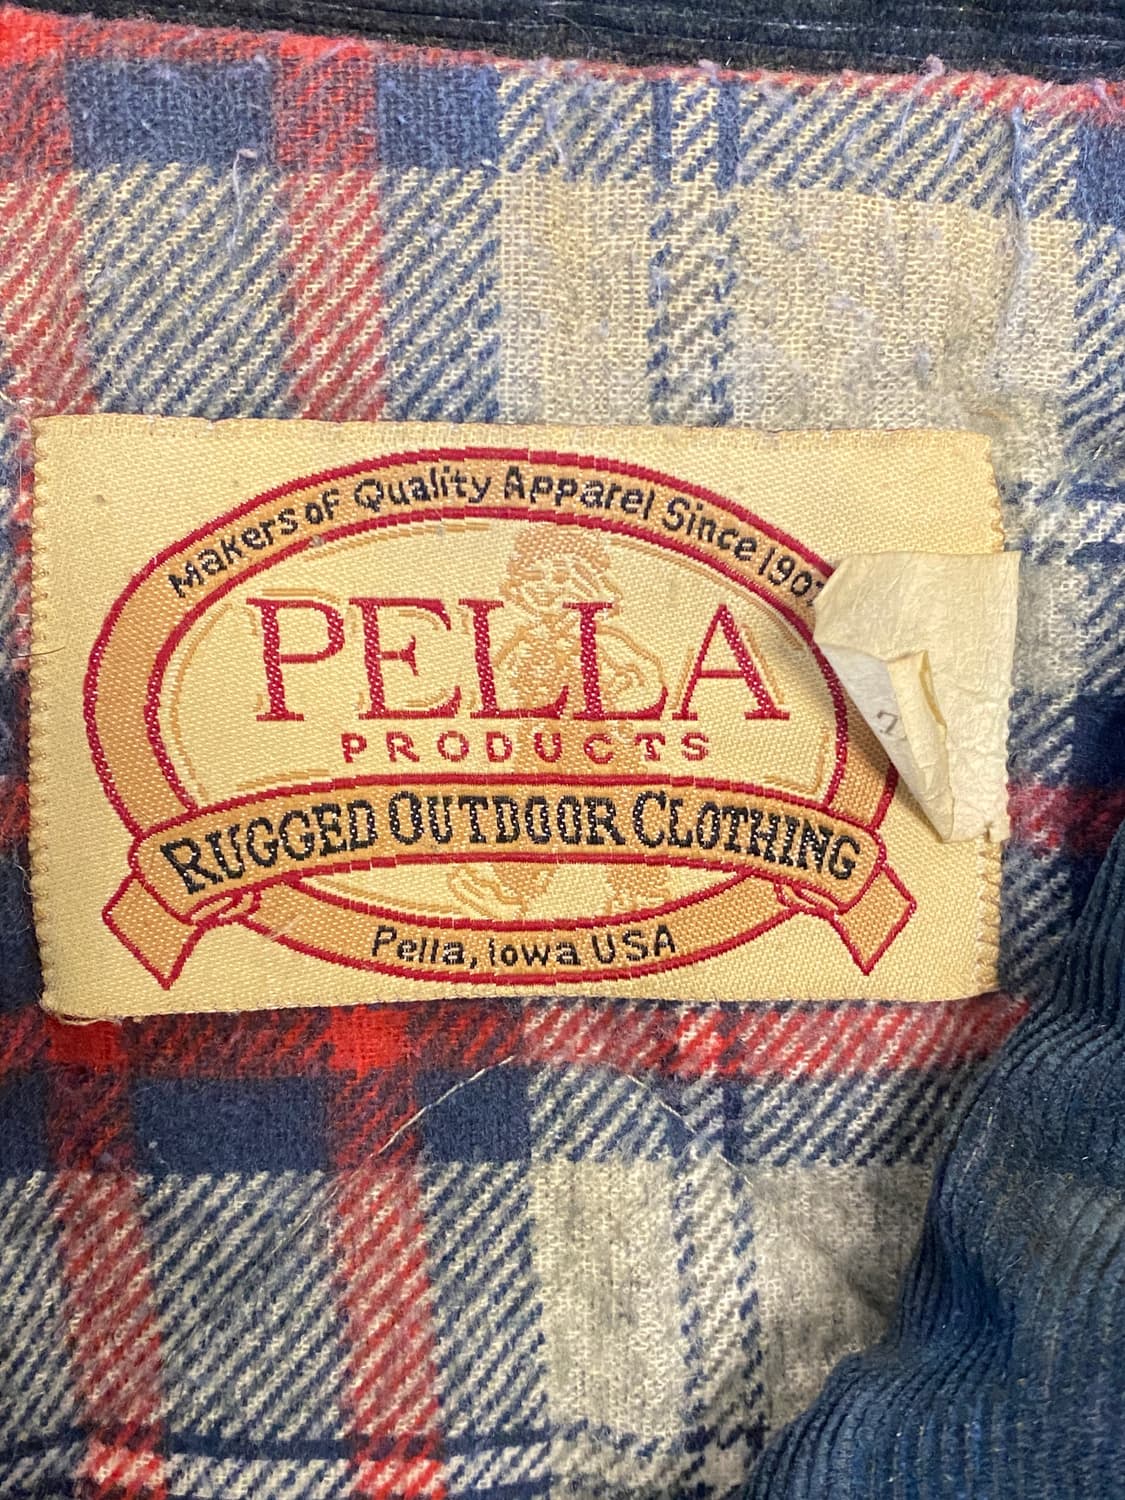 Makers of Quality Apparel Since 1907
PELLA
PRODUCTS
RUGGED OUTDOOR CLOTHING
Pella, Iowa USA